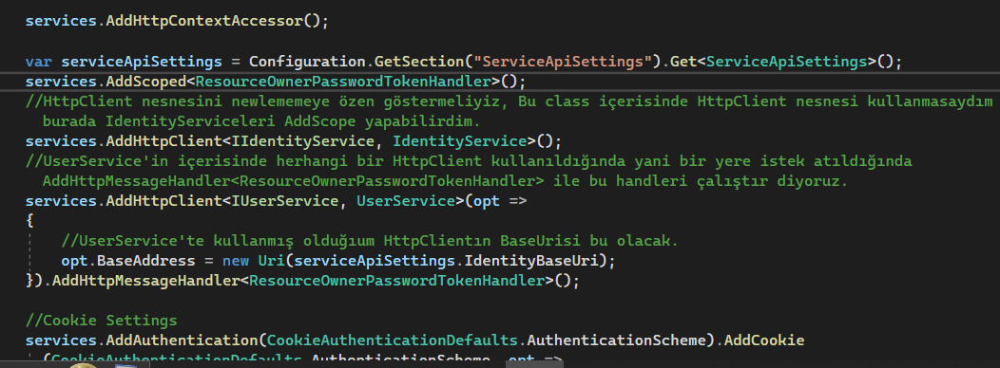 services.AddHttpContextAccessor();
var serviceApiSettings = Configuration.GetSection("ServiceApiSettings").Get<ServiceApiSettings>();
services.AddScoped<ResourceOwnerPasswordTokenHandler>();
//HttpClient nesnesini newlememeye özen göstermeliyiz, Bu class içerisinde HttpClient nesnesi kullanmasaydım
burada IdentityServiceleri AddScope yapabilirdim.
services.AddHttpClient<IIdentityService, IdentityService>();
//UserService'in içerisinde herhangi bir HttpClient kullanıldığında yani bir yere istek atıldığında
AddHttpMessageHandler<ResourceOwnerPasswordTokenHandler> ile bu handleri çalıştır diyoruz.
services.AddHttpClient<IUserService, UserService>(opt =>
{
//UserService'te kullanmış olduğıum HttpClientın BaseUrisi bu olacak.
opt.BaseAddress = new Uri(serviceApiSettings.IdentityBaseUri);
}).AddHttpMessageHandler<ResourceOwnerPasswordTokenHandler>();
//Cookie Settings
services.AddAuthentication(CookieAuthenticationDefaults.AuthenticationScheme).AddCookie
(CookieAuthenticationDefaults.AuthenticationScheme, opt =>